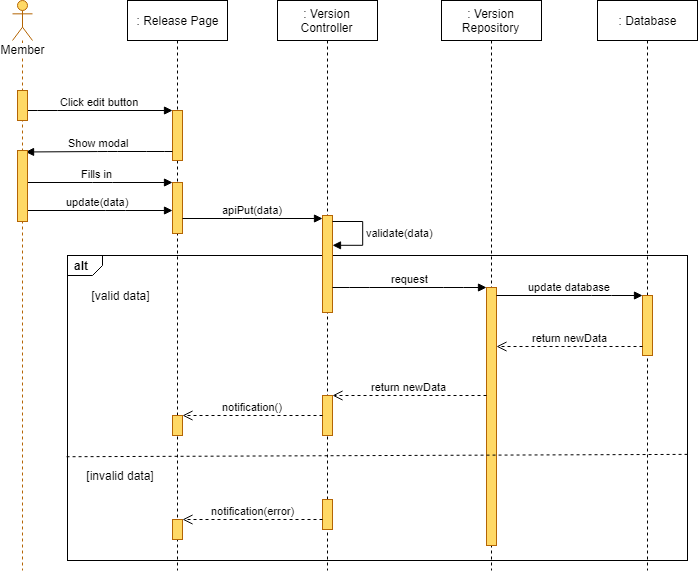 Member
: Release Page
: Version
Controller
: Version
Repository
: Database
Click edit button
Show modal
Fills in
update(data)
apiPut(data)
validate(data)
alt
request
[valid data]
update database
return newData
return newData
notification()
[invalid data]
notification(error)